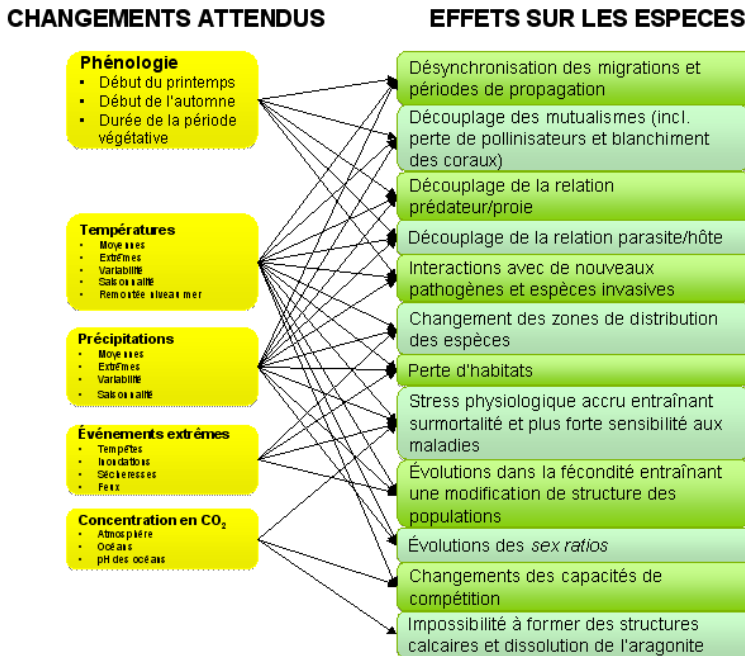 CHANGEMENTS ATTENDUS
Phénologie
▪ Début du printemps
▪ Début de l'automne
▪ Durée de la période
végétative
Températures
• Moyennes
• Extrêmes
• Variabilité
• Saisonnalité
• Remontée niveau mer
Précipitations
• Moyennes
• Extrêmes
• Variabilité
• Saisonnalité
Événements extrêmes
• Tempêtes
• Inondations
• Sécheresses
• Feux
Concentration en CO₂
• Atmosphère
• Océans
• pH des océans
EFFETS SUR LES ESPECES
Désynchronisation des migrations et
périodes de propagation
Découplage des mutualismes (incl.
perte de pollinisateurs et blanchiment
des coraux)
Découplage de la relation
prédateur/proie
Découplage de la relation parasite/hôte
Interactions avec de nouveaux
pathogènes et espèces invasives
Changement des zones de distribution
des espèces
Perte d'habitats
Stress physiologique accru entraînant
surmortalité et plus forte sensibilité aux
maladies
Évolutions dans la fécondité entraînant
une modification de structure des
populations
Évolutions des sex ratios
Changements des capacités de
compétition
Impossibilité à former des structures
calcaires et dissolution de l'aragonite